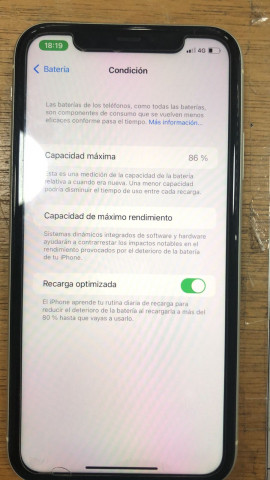 18:19
4G
Batería
Condición
Las baterías de los teléfonos, como todas las baterías,
son componentes de consumo que se vuelven menos
eficaces conforme pasa el tiempo. Más información...
Capacidad máxima
86 %
Esta es una medición de la capacidad de la batería
relativa a cuando era nueva. Una menor capacidad
podría disminuir el tiempo de uso entre cada recarga.
Capacidad de máximo rendimiento
Sistemas dinámicos integrados de software y hardware
ayudarán a contrarrestar los impactos notables en el
rendimiento provocados por el deterioro de la batería
de tu iPhone.
Recarga optimizada
El iPhone aprende tu rutina diaria de recarga para
reducir el deterioro de la batería al recargarla a más del
80 % hasta que vayas a usarlo.